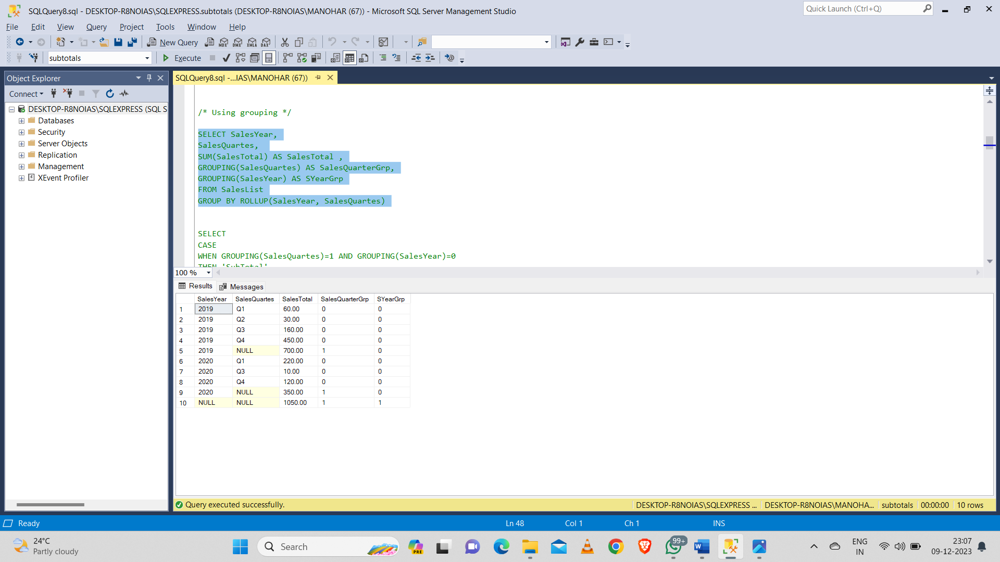 SQLQuery8.sql - DESKTOP-R8NOIAS\SQLEXPRESS.subtotals (DESKTOP-R8NOIAS\MANOHAR (67)) - Microsoft SQL Server Management Studio
Quick Launch (Ctrl+Q)
File Edit View Query Project Tools Window Help
New Query MDX DMX XMLA DAX
subtotals Execute
Object Explorer
SQLQuery8.sql -...IAS\MANOHAR (67))
Connect
DESKTOP-R8NOIAS\SQLEXPRESS (SQL S
Databases
Security
Server Objects
Replication
Management
XEvent Profiler
/* Using grouping */
SELECT SalesYear,
SalesQuartes,
SUM(SalesTotal) AS SalesTotal ,
GROUPING(SalesQuartes) AS SalesQuarterGrp,
GROUPING(SalesYear) AS SYearGrp
FROM SalesList
GROUP BY ROLLUP(SalesYear, SalesQuartes)
SELECT
CASE
WHEN GROUPING(SalesQuartes)=1 AND GROUPING(SalesYear)=0
THEN 'SubTotal'
100 %
Results Messages
SalesYear SalesQuartes SalesTotal SalesQuarterGrp SYearGrp
1 2019 Q1 60.00 0 0
2 2019 Q2 30.00 0 0
3 2019 Q3 160.00 0 0
4 2019 Q4 450.00 0 0
5 2019 NULL 700.00 1 0
6 2020 Q1 220.00 0 0
7 2020 Q3 10.00 0 0
8 2020 Q4 120.00 0 0
9 2020 NULL 350.00 1 0
10 NULL NULL 1050.00 1 1
Query executed successfully. DESKTOP-R8NOIAS\SQLEXPRESS ... DESKTOP-R8NOIAS\MANOHA... subtotals 00:00:00 10 rows
Ready Ln 48 Col 1 Ch 1 INS
24°C
Partly cloudy
Search
PRE
99+
ENG
IN
23:07
09-12-2023